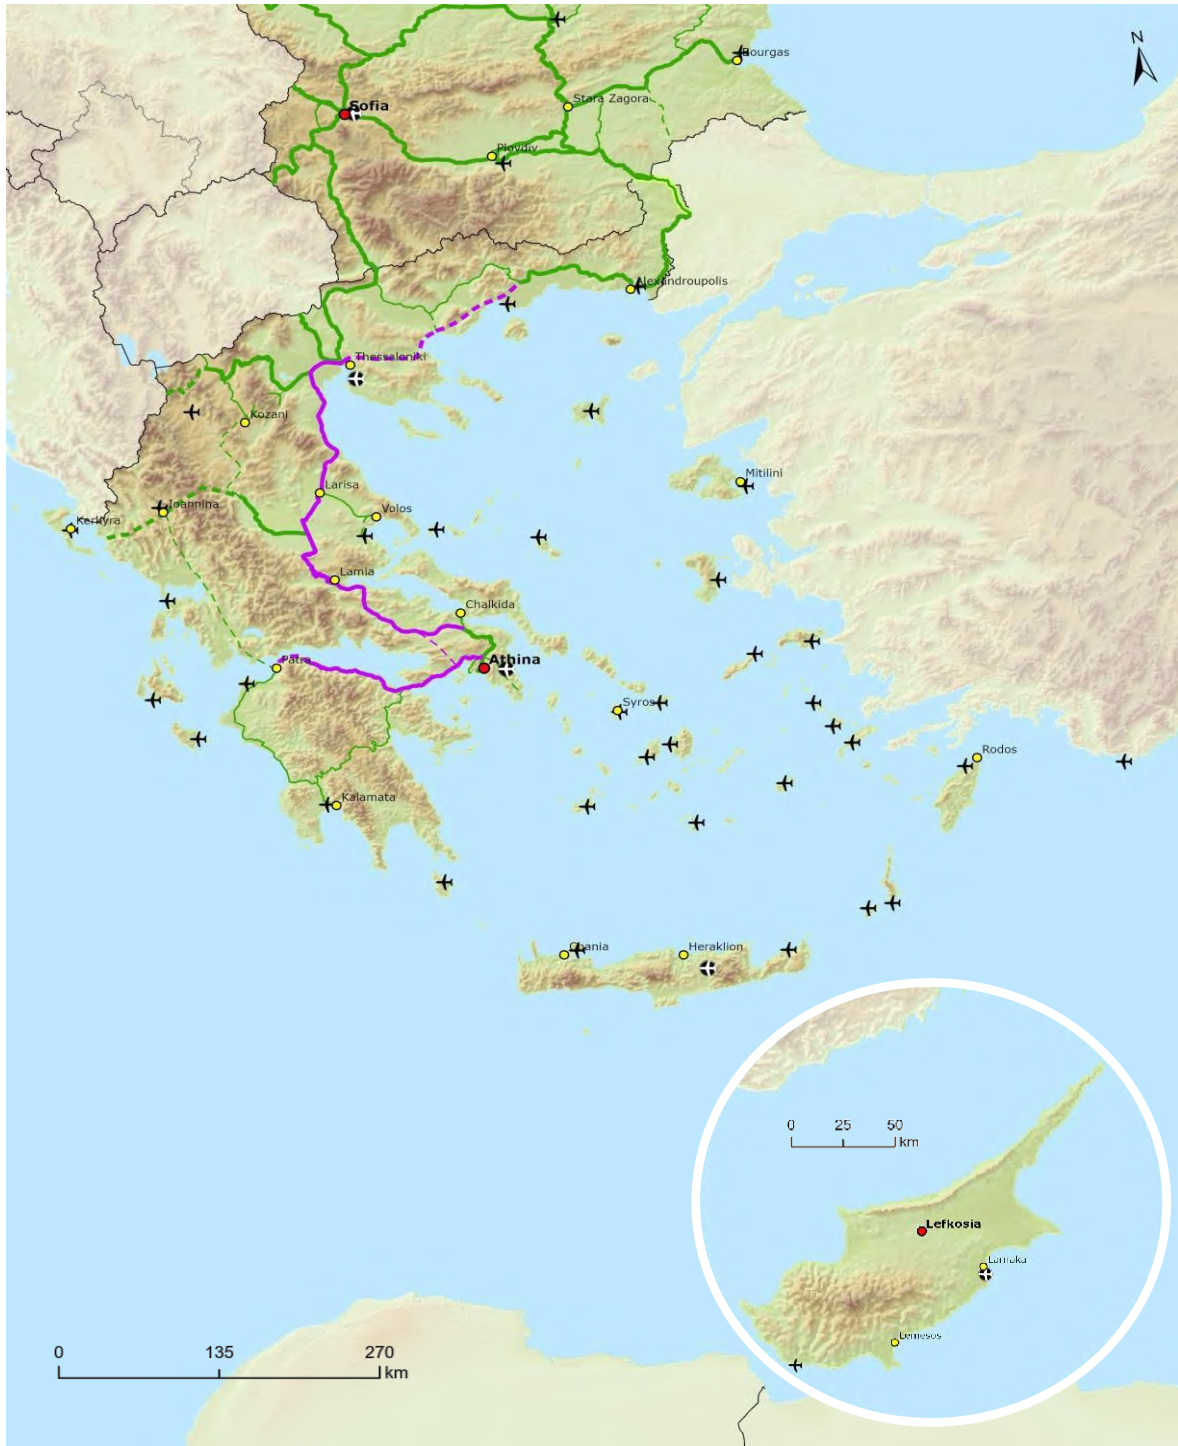 N
Bourgas
Stara Zagora
Sofia
Plovdiv
Alexandroupolis
Thessaloniki
Kozani
Mitilini
Larisa
Ioannina
Volos
Kerkyra
Lamia
Chalkida
Athina
Patra
Syros
Rodos
Kalamata
Chania
Heraklion
0 25 50
km
Lefkosia
Larnaka
Lemesos
0 135 270
km